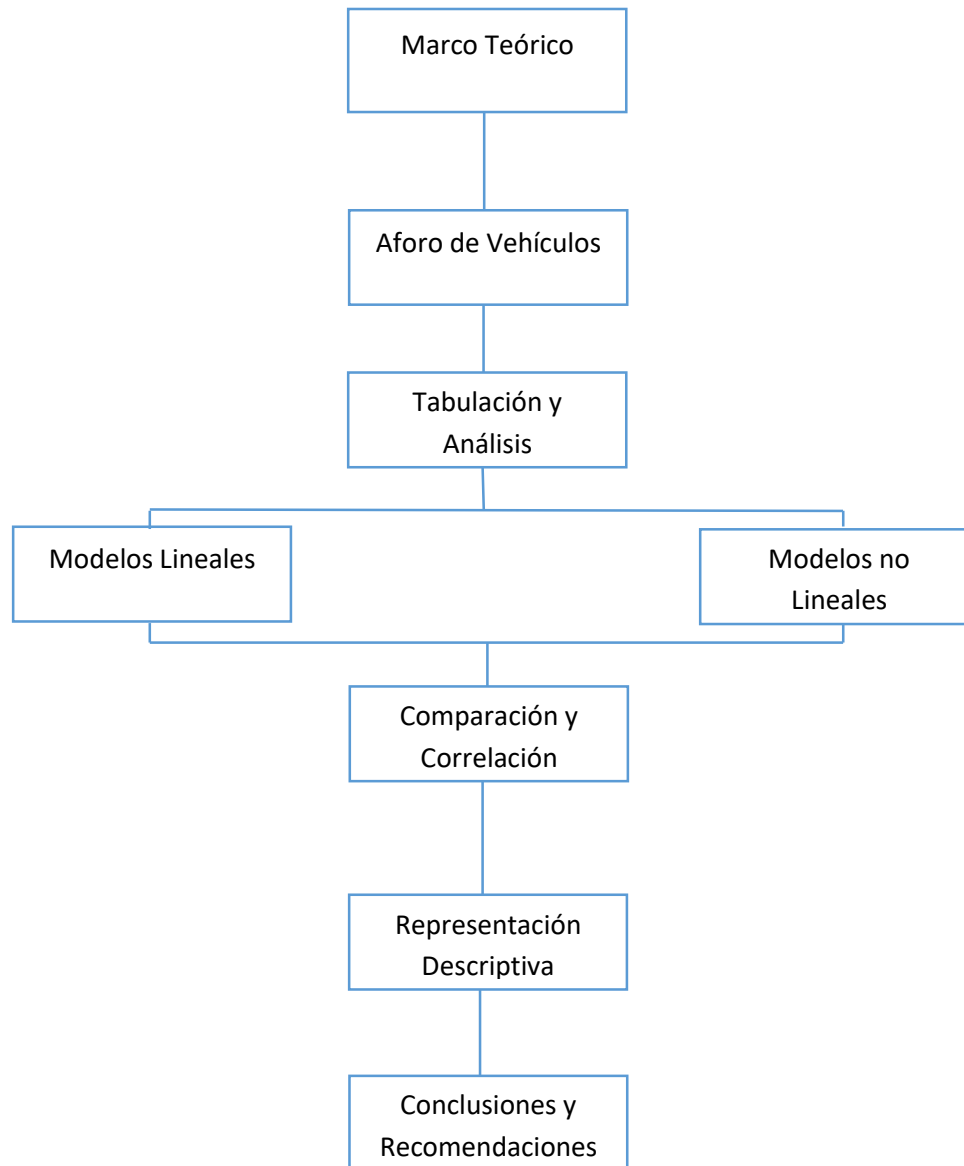 Marco Teórico
Aforo de Vehículos
Tabulación y
Análisis
Modelos Lineales
Modelos no
Lineales
Comparación y
Correlación
Representación
Descriptiva
Conclusiones y
Recomendaciones